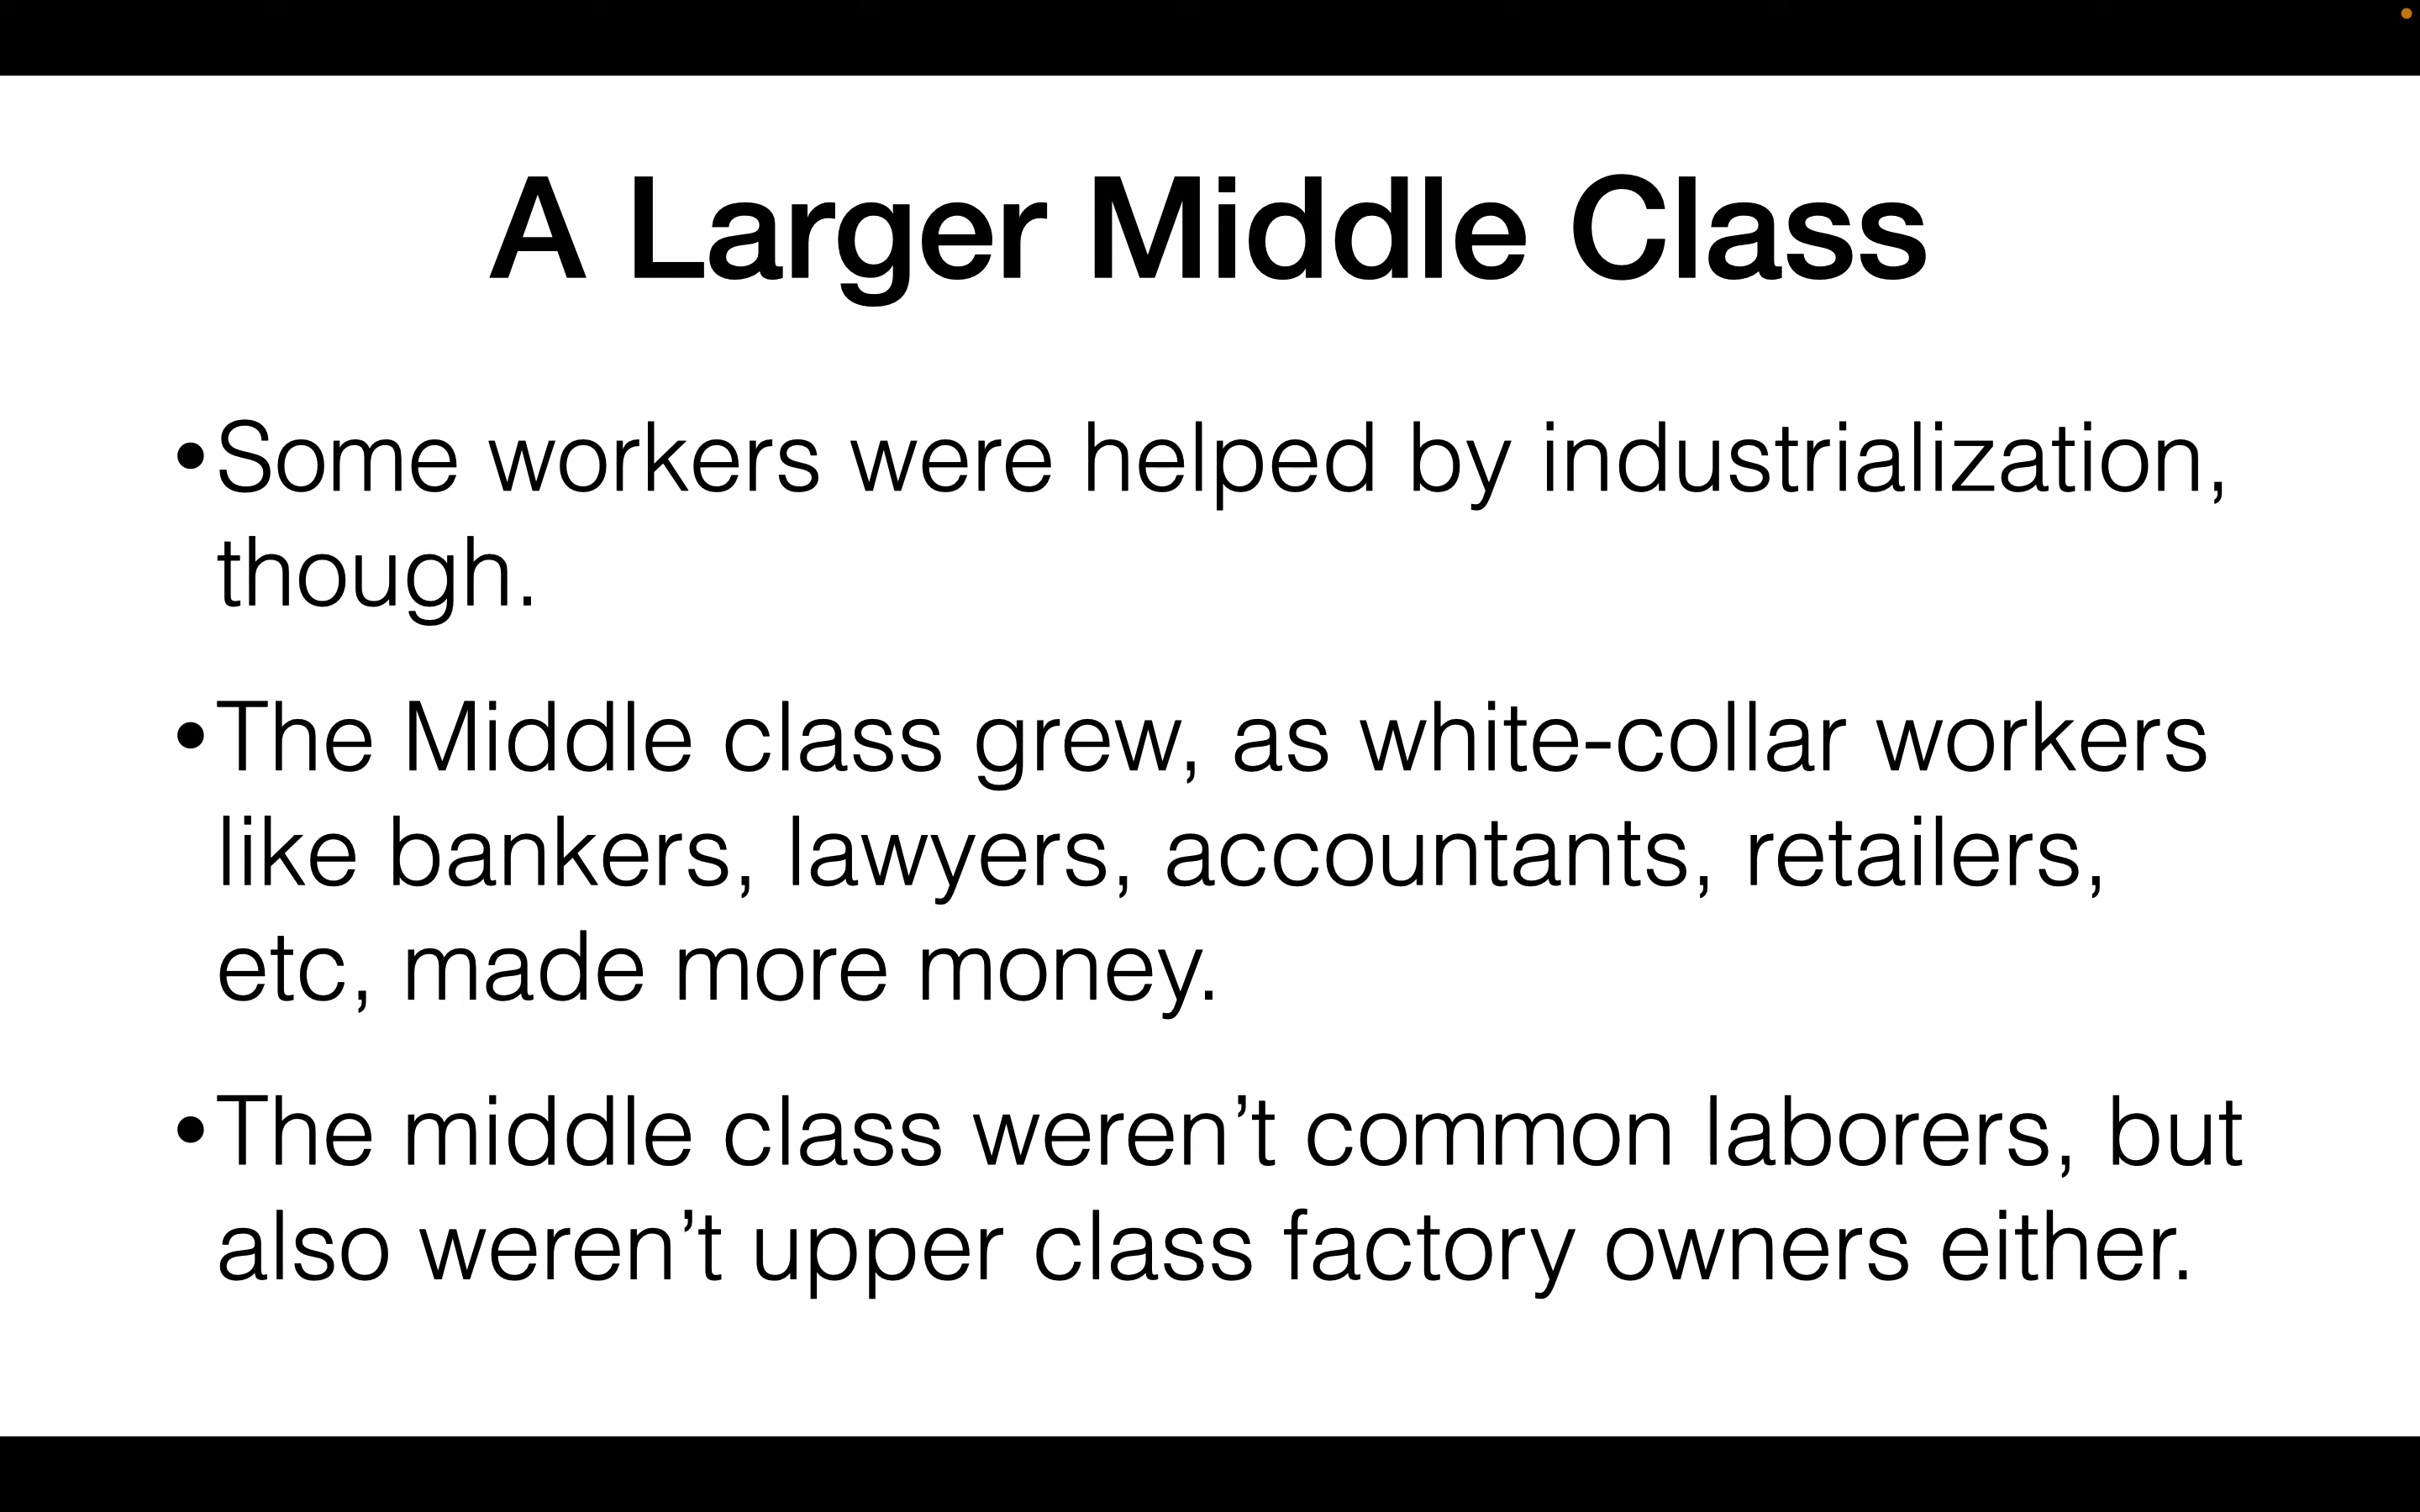 A Larger Middle Class
•Some workers were helped by industrialization,
though.
•The Middle class grew, as white-collar workers
like bankers, lawyers, accountants, retailers,
etc, made more money.
•The middle class weren’t common laborers, but
also weren’t upper class factory owners either.